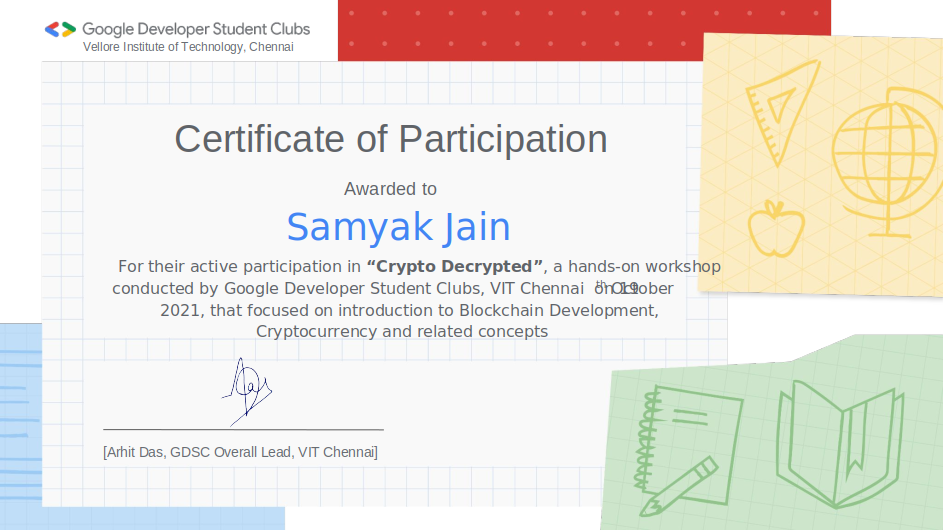 Google Developer Student Clubs
Vellore Institute of Technology, Chennai
Certificate of Participation
Awarded to
Samyak Jain
For their active participation in “Crypto Decrypted”, a hands-on workshop
conducted by Google Developer Student Clubs, VIT Chennai on 19th October
2021, that focused on introduction to Blockchain Development,
Cryptocurrency and related concepts
[Arhit Das, GDSC Overall Lead, VIT Chennai]